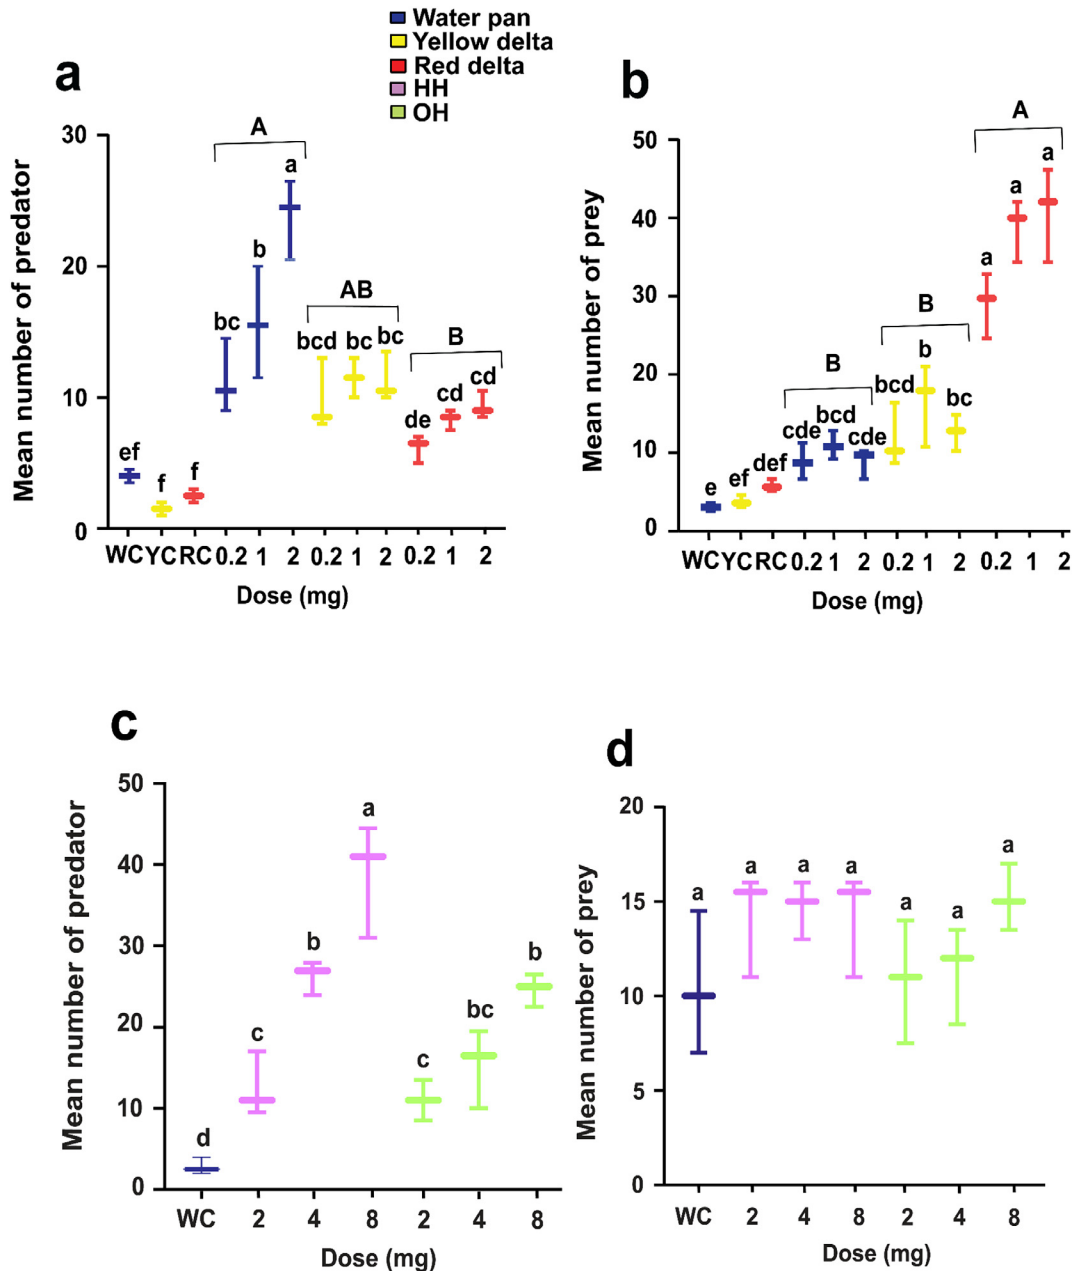 Water pan
Yellow delta
Red delta
HH
OH
a
Mean number of predator
30
20
10
0
A
AB
B
ef
f
f
bc
b
a
bcd
bc
bc
de
cd
cd
WC YC RC 0.2 1 2 0.2 1 2 0.2 1 2
Dose (mg)
b
Mean number of prey
50
40
30
20
10
0
B
B
A
e
ef
def
cde
bcd
cde
bcd
b
bc
a
a
a
WC YC RC 0.2 1 2 0.2 1 2 0.2 1 2
Dose (mg)
c
Mean number of predator
50
40
30
20
10
0
d
c
b
a
c
bc
b
WC 2 4 8 2 4 8
Dose (mg)
d
Mean number of prey
20
15
10
5
0
a
a
a
a
a
a
a
WC 2 4 8 2 4 8
Dose (mg)